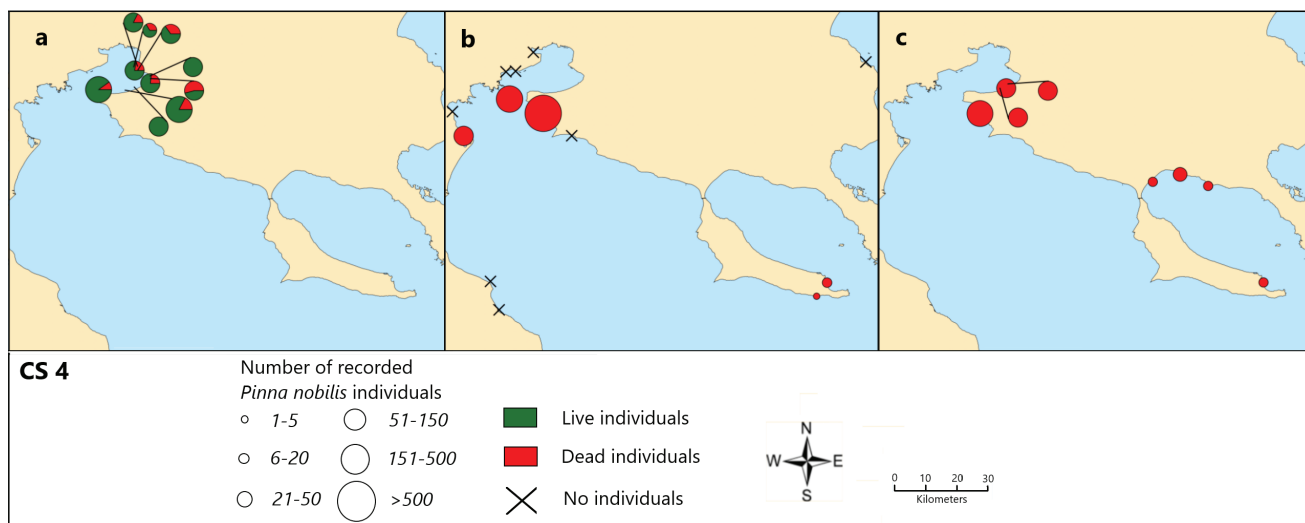 a
b
c
CS 4
Number of recorded
Pinna nobilis individuals
1-5
51-150
6-20
151-500
21-50
>500
Live individuals
Dead individuals
No individuals
N
W E
S
0 10 20 30
Kilometers